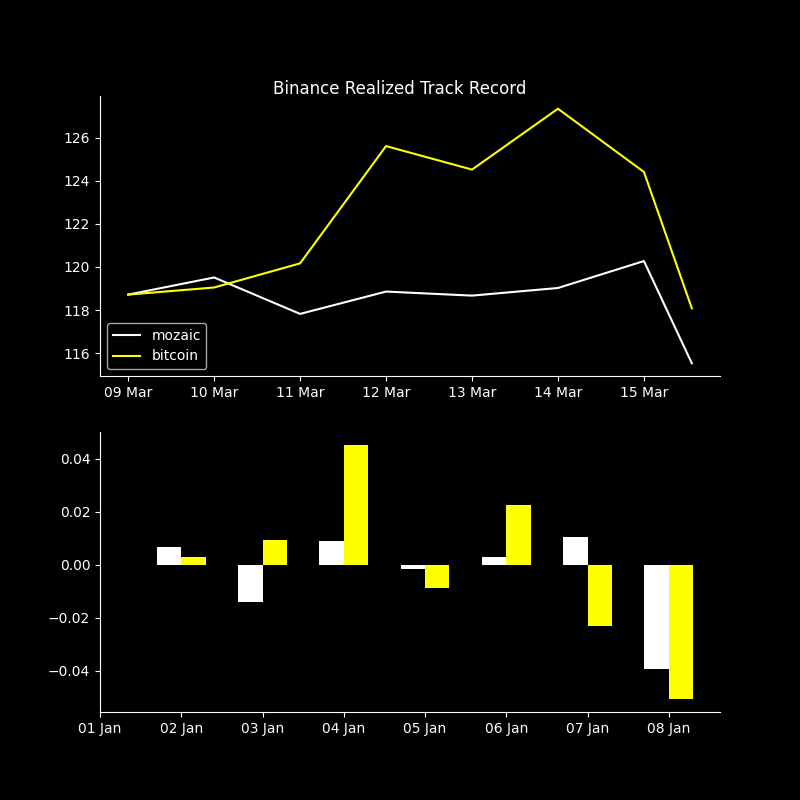 Binance Realized Track Record
126
124
122
120
118
116
mozaic
bitcoin
09 Mar 10 Mar 11 Mar 12 Mar 13 Mar 14 Mar 15 Mar
0.04
0.02
0.00
−0.02
−0.04
01 Jan 02 Jan 03 Jan 04 Jan 05 Jan 06 Jan 07 Jan 08 Jan